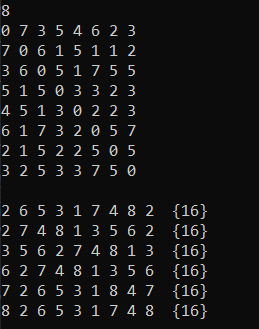 8
0 7 3 5 4 6 2 3
7 0 6 1 5 1 1 2
3 6 0 5 1 7 5 5
5 1 5 0 3 3 2 3
4 5 1 3 0 2 2 3
6 1 7 3 2 0 5 7
2 1 5 2 2 5 0 5
3 2 5 3 3 7 5 0
2 6 5 3 1 7 4 8 2 {16}
2 7 4 8 1 3 5 6 2 {16}
3 5 6 2 7 4 8 1 3 {16}
6 2 7 4 8 1 3 5 6 {16}
7 2 6 5 3 1 8 4 7 {16}
8 2 6 5 3 1 7 4 8 {16}